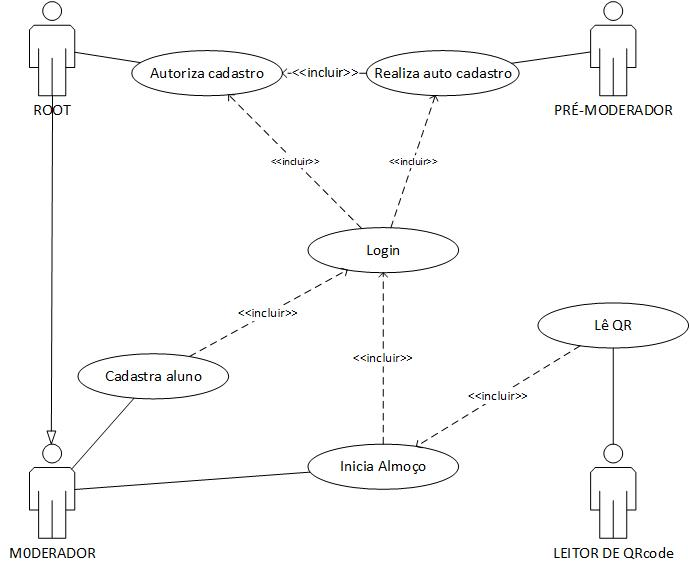 Autoriza cadastro
<<incluir>>
Realiza auto cadastro
ROOT
PRÉ-MODERADOR
<<incluir>>
<<incluir>>
Login
<<incluir>>
Lê QR
<<incluir>>
Cadastra aluno
<<incluir>>
Inicia Almoço
M0DERADOR
LEITOR DE QRcode